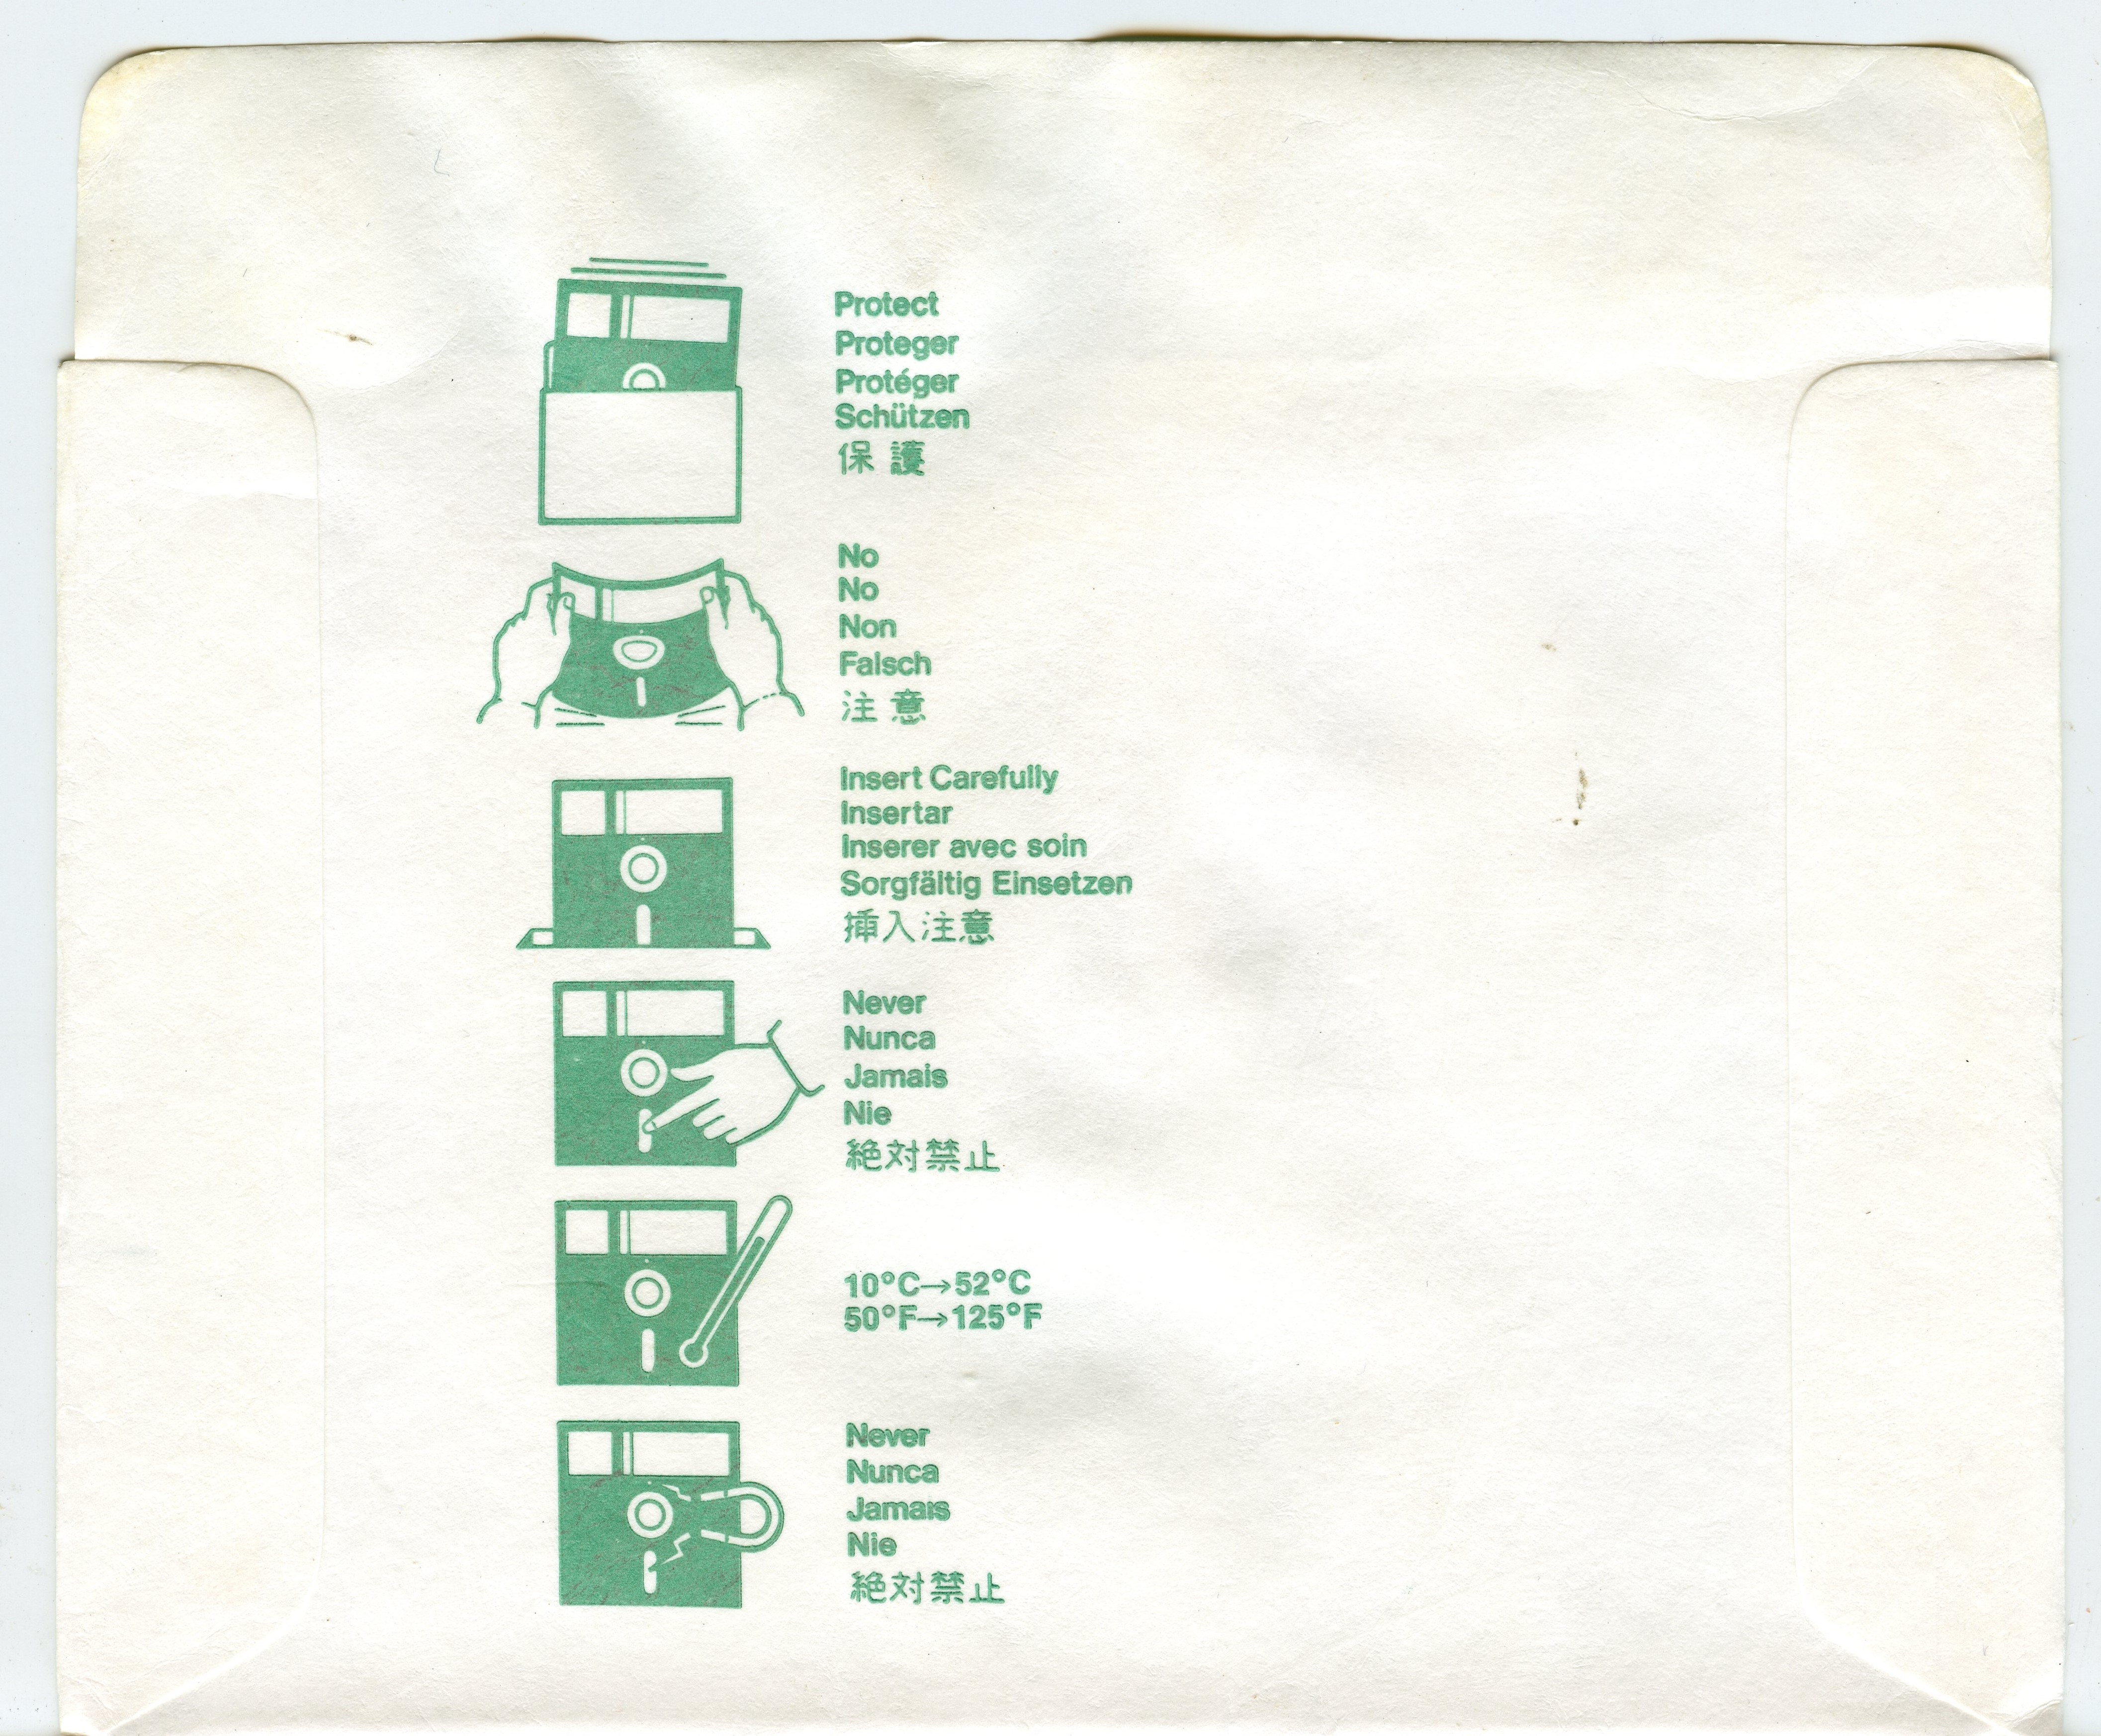 Protect
Proteger
Protéger
Schützen
保護
No
No
Non
Falsch
注意
Insert Carefully
Insertar
Inserer avec soin
Sorgfältig Einsetzen
挿入注意
Never
Nunca
Jamais
Nie
絶対禁止
10°C→52°C
50°F→125°F
Never
Nunca
Jamais
Nie
絶対禁止